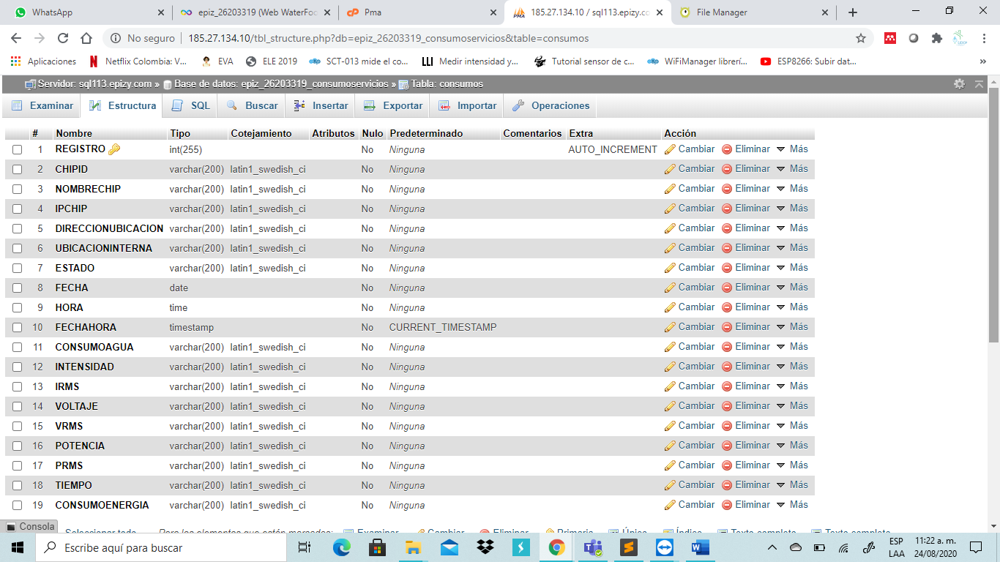 WhatsApp
epiz_26203319 (Web WaterFoc
Pma
185.27.134.10 / sql113.epizy.co
File Manager
No seguro
185.27.134.10/tbl_structure.php?db=epiz_26203319_consumoservicios&table=consumos
Aplicaciones
Netflix Colombia: V...
EVA
ELE 2019
SCT-013 mide el co...
Medir intensidad y...
Tutorial sensor de c...
WiFiManager librerí...
ESP8266: Subir dat...
»
Servidor: sql113.epizy.com » Base de datos: epiz_26203319_consumoservicios » Tabla: consumos
Examinar Estructura SQL Buscar Insertar Exportar Importar Operaciones
# Nombre Tipo Cotejamiento Atributos Nulo Predeterminado Comentarios Extra Acción
1 REGISTRO int(255) No Ninguna AUTO_INCREMENT Cambiar Eliminar Más
2 CHIPID varchar(200) latin1_swedish_ci No Ninguna Cambiar Eliminar Más
3 NOMBRECHIP varchar(200) latin1_swedish_ci No Ninguna Cambiar Eliminar Más
4 IPCHIP varchar(200) latin1_swedish_ci No Ninguna Cambiar Eliminar Más
5 DIRECCIONUBICACION varchar(200) latin1_swedish_ci No Ninguna Cambiar Eliminar Más
6 UBICACIONINTERNA varchar(200) latin1_swedish_ci No Ninguna Cambiar Eliminar Más
7 ESTADO varchar(200) latin1_swedish_ci No Ninguna Cambiar Eliminar Más
8 FECHA date No Ninguna Cambiar Eliminar Más
9 HORA time No Ninguna Cambiar Eliminar Más
10 FECHAHORA timestamp No CURRENT_TIMESTAMP Cambiar Eliminar Más
11 CONSUMOAGUA varchar(200) latin1_swedish_ci No Ninguna Cambiar Eliminar Más
12 INTENSIDAD varchar(200) latin1_swedish_ci No Ninguna Cambiar Eliminar Más
13 IRMS varchar(200) latin1_swedish_ci No Ninguna Cambiar Eliminar Más
14 VOLTAJE varchar(200) latin1_swedish_ci No Ninguna Cambiar Eliminar Más
15 VRMS varchar(200) latin1_swedish_ci No Ninguna Cambiar Eliminar Más
16 POTENCIA varchar(200) latin1_swedish_ci No Ninguna Cambiar Eliminar Más
17 PRMS varchar(200) latin1_swedish_ci No Ninguna Cambiar Eliminar Más
18 TIEMPO varchar(200) latin1_swedish_ci No Ninguna Cambiar Eliminar Más
19 CONSUMOENERGIA varchar(200) latin1_swedish_ci No Ninguna Cambiar Eliminar Más
Consola
Seleccionar todo Para los elementos que están marcados: Examinar Cambiar Eliminar Primaria Único Índice Texto completo Texto completo
Escribe aquí para buscar
ESP
LAA
11:22 a. m.
24/08/2020